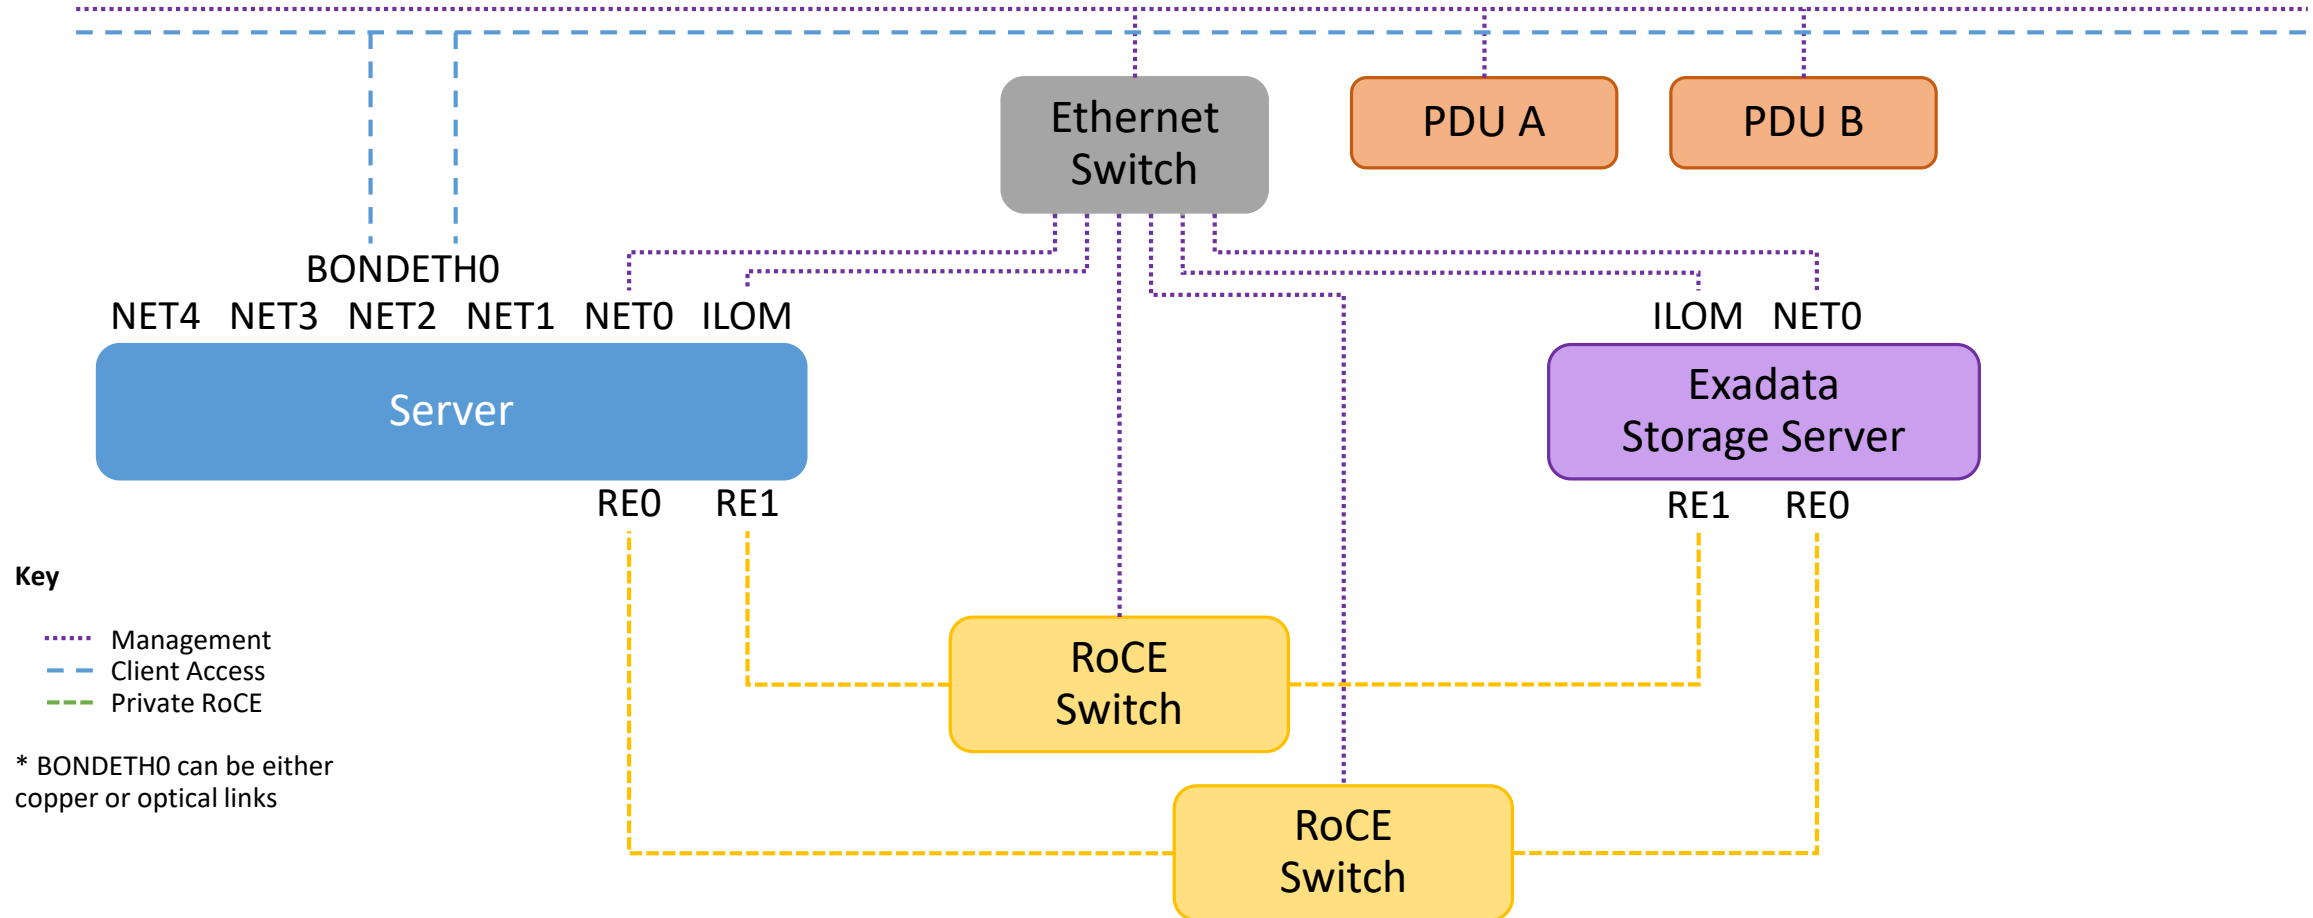 Ethernet
Switch
PDU A
PDU B
BONDETH0
NET4 NET3 NET2 NET1 NET0 ILOM
ILOM NET0
Server
Exadata
Storage Server
RE0 RE1
RE1 RE0
Key
Management
Client Access
Private RoCE
* BONDETH0 can be either
copper or optical links
RoCE
Switch
RoCE
Switch